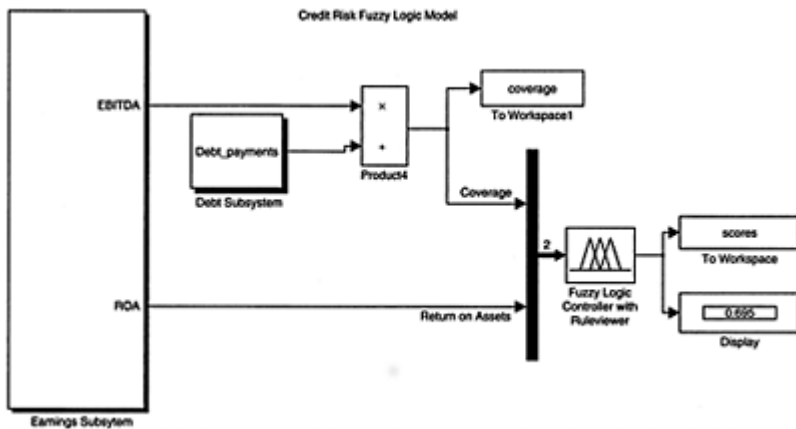 Credit Risk Fuzzy Logic Model
EBITDA
Debt_payments
Debt Subsystem
×
÷
Product4
coverage
To Workspace1
Coverage
2
Fuzzy Logic
Controller with
Ruleviewer
scores
To Workspace
0.695
Display
ROA
Return on Assets
Earnings Subsytem